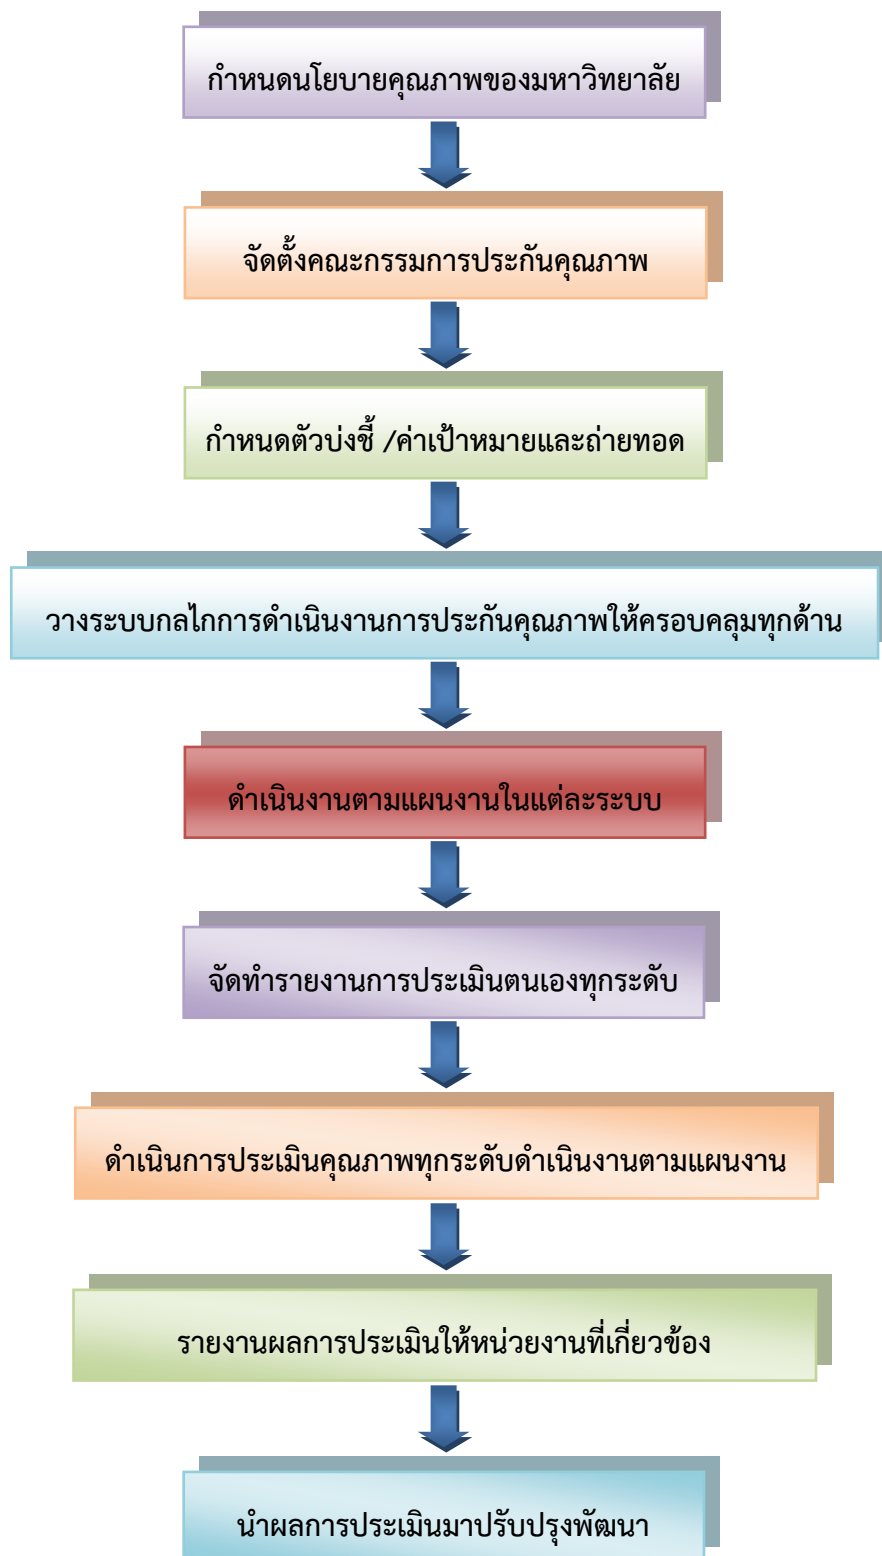 กำหนดนโยบายคุณภาพของมหาวิทยาลัย
จัดตั้งคณะกรรมการประกันคุณภาพ
กำหนดตัวบ่งชี้ /ค่าเป้าหมายและถ่ายทอด
วางระบบกลไกการดำเนินงานการประกันคุณภาพให้ครอบคลุมทุกด้าน
ดำเนินงานตามแผนงานในแต่ละระบบ
จัดทำรายงานการประเมินตนเองทุกระดับ
ดำเนินการประเมินคุณภาพทุกระดับดำเนินงานตามแผนงาน
รายงานผลการประเมินให้หน่วยงานที่เกี่ยวข้อง
นำผลการประเมินมาปรับปรุงพัฒนา